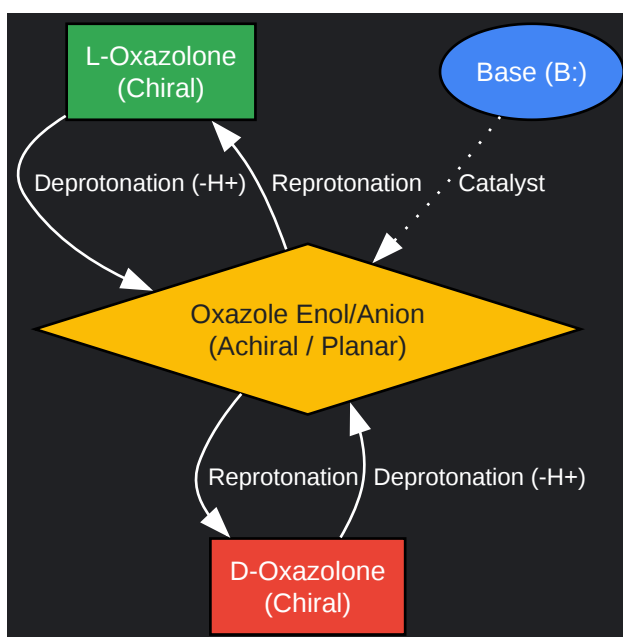 L-Oxazolone
(Chiral)
Base (B:)
Deprotonation (-H+)
Reprotonation
Catalyst
Oxazole Enol/Anion
(Achiral / Planar)
Reprotonation
Deprotonation (-H+)
D-Oxazolone
(Chiral)